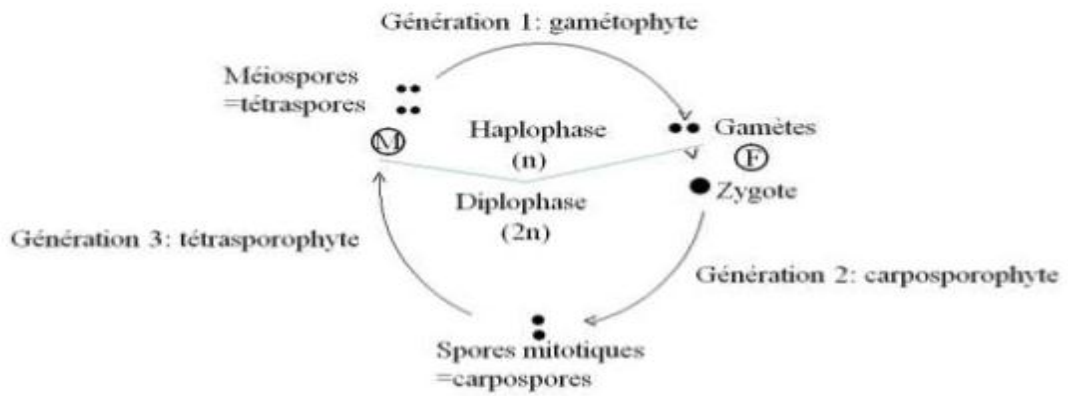 Génération 1: gamétophyte
Méiospores
=tétraspores
M
Haplophase
(n)
Gamètes
F
Zygote
Diplophase
(2n)
Génération 3: tétrasporophyte
Génération 2: carposporophyte
Spores mitotiques
=carpospores